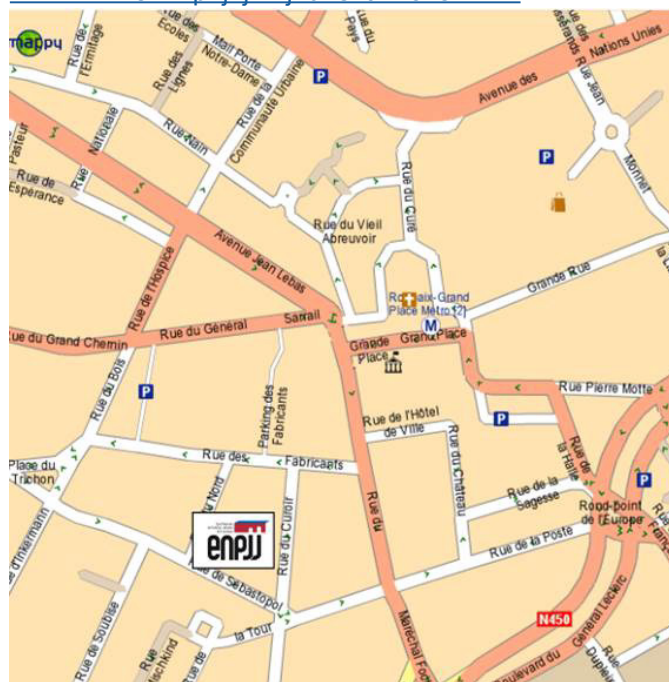 mappy
Rue de
l'Ermitage
Rue des
Ecoles
Rue des
Lignes
Mail Porte
Notre-Dame
Rue de la
Communauté Urbaine
Rue du
Pays
Avenue des
Nations Unies
Rue Jean
Monnet
P
P
Pasteur
Nationale
Rue
Rue Nain
Rue de
Espérance
Rue du Curé
Rue du Vieil
Abreuvoir
Avenue Jean Lebas
Rue de l'Hospice
Grande Rue
Place Métro [2]
M
Rue du Grand Chemin
Rue du Général
Sarrail
Grande
Place
Grand Place
Rue du Bois
P
Parking des
Fabricants
Rue Pierre Motte
P
Rue de l'Hôtel
de Ville
Rue de
la Halle
Place du
Trichon
Rue des
Fabricants
Rue du Château
P
Rue de la
Sagesse
Rond-point
de l'Europe
du Nord
Rue du Curoir
enpjj
Rue du
Maréchal Foc
Rue de la Poste
d'Inkermann
Rue de Sébastopol
N450
Rue de Soubise
la Tour
Rue
Rue de
Boulevard du
Général Leclerc
Rue
Dupleix